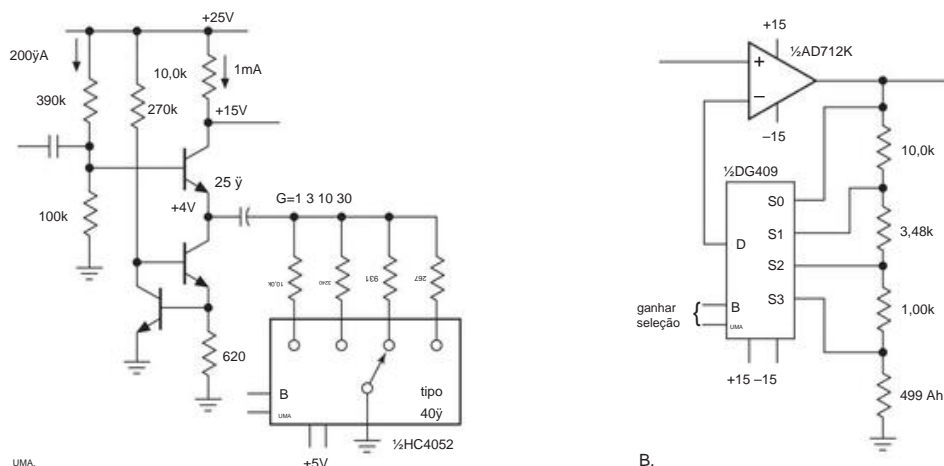 +25V
200ÿA
10,0k
1mA
390k
270k
+15V
25 ÿ
100k
+4V
G=1 3 10 30
10,0k
3240
931
267
620
B
UMA
tipo
40ÿ
½HC4052
+5V
UMA.
+15
½AD712K
+
–
–15
10,0k
½DG409
S0
S1
3,48k
D
S2
S3
1,00k
ganhar
seleção
{
B
UMA
+15 –15
499 Ah
B.